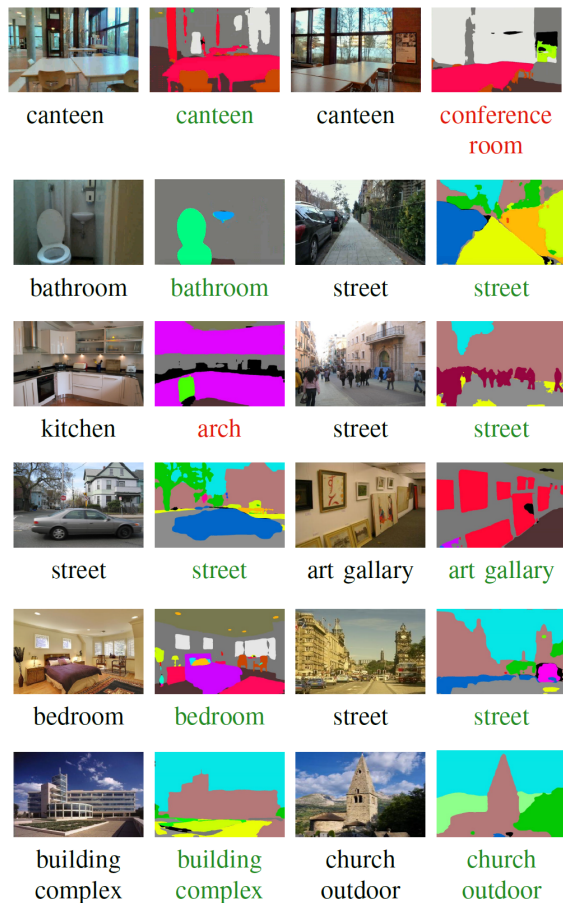 canteen canteen canteen conference
room
bathroom bathroom street street
kitchen arch street street
street street art gallary art gallary
bedroom bedroom street street
building building church church
complex complex outdoor outdoor